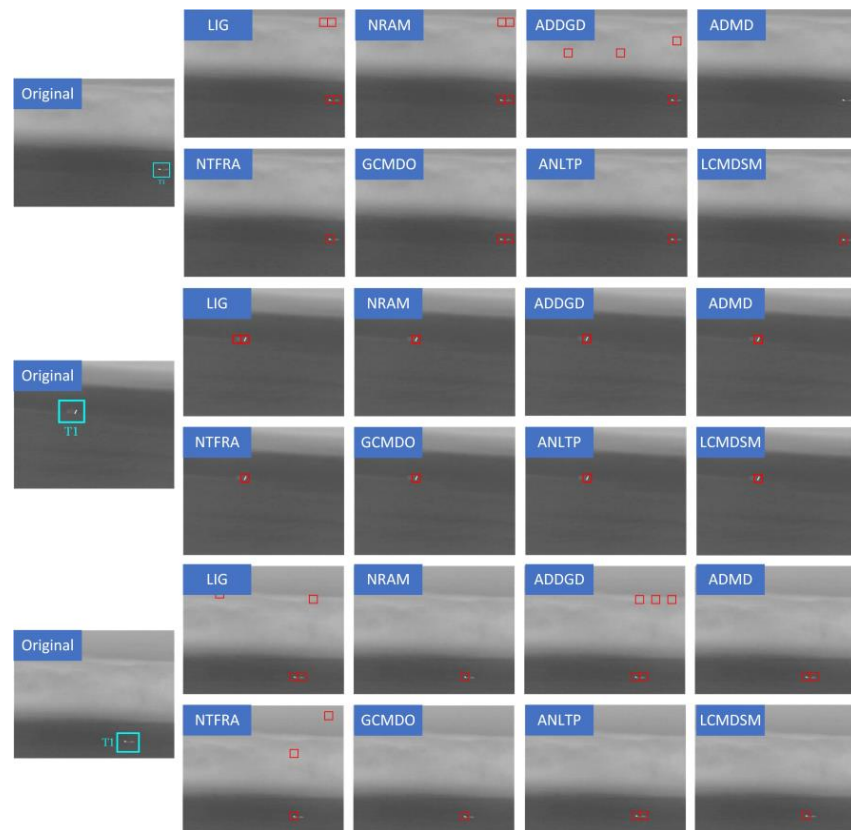 LIG NRAM ADDGD ADMD
Original
T1
NTFRA GCMDO ANLTP LCMDSM
LIG NRAM ADDGD ADMD
Original
T1
NTFRA GCMDO ANLTP LCMDSM
LIG NRAM ADDGD ADMD
Original
NTFRA GCMDO ANLTP LCMDSM
T1